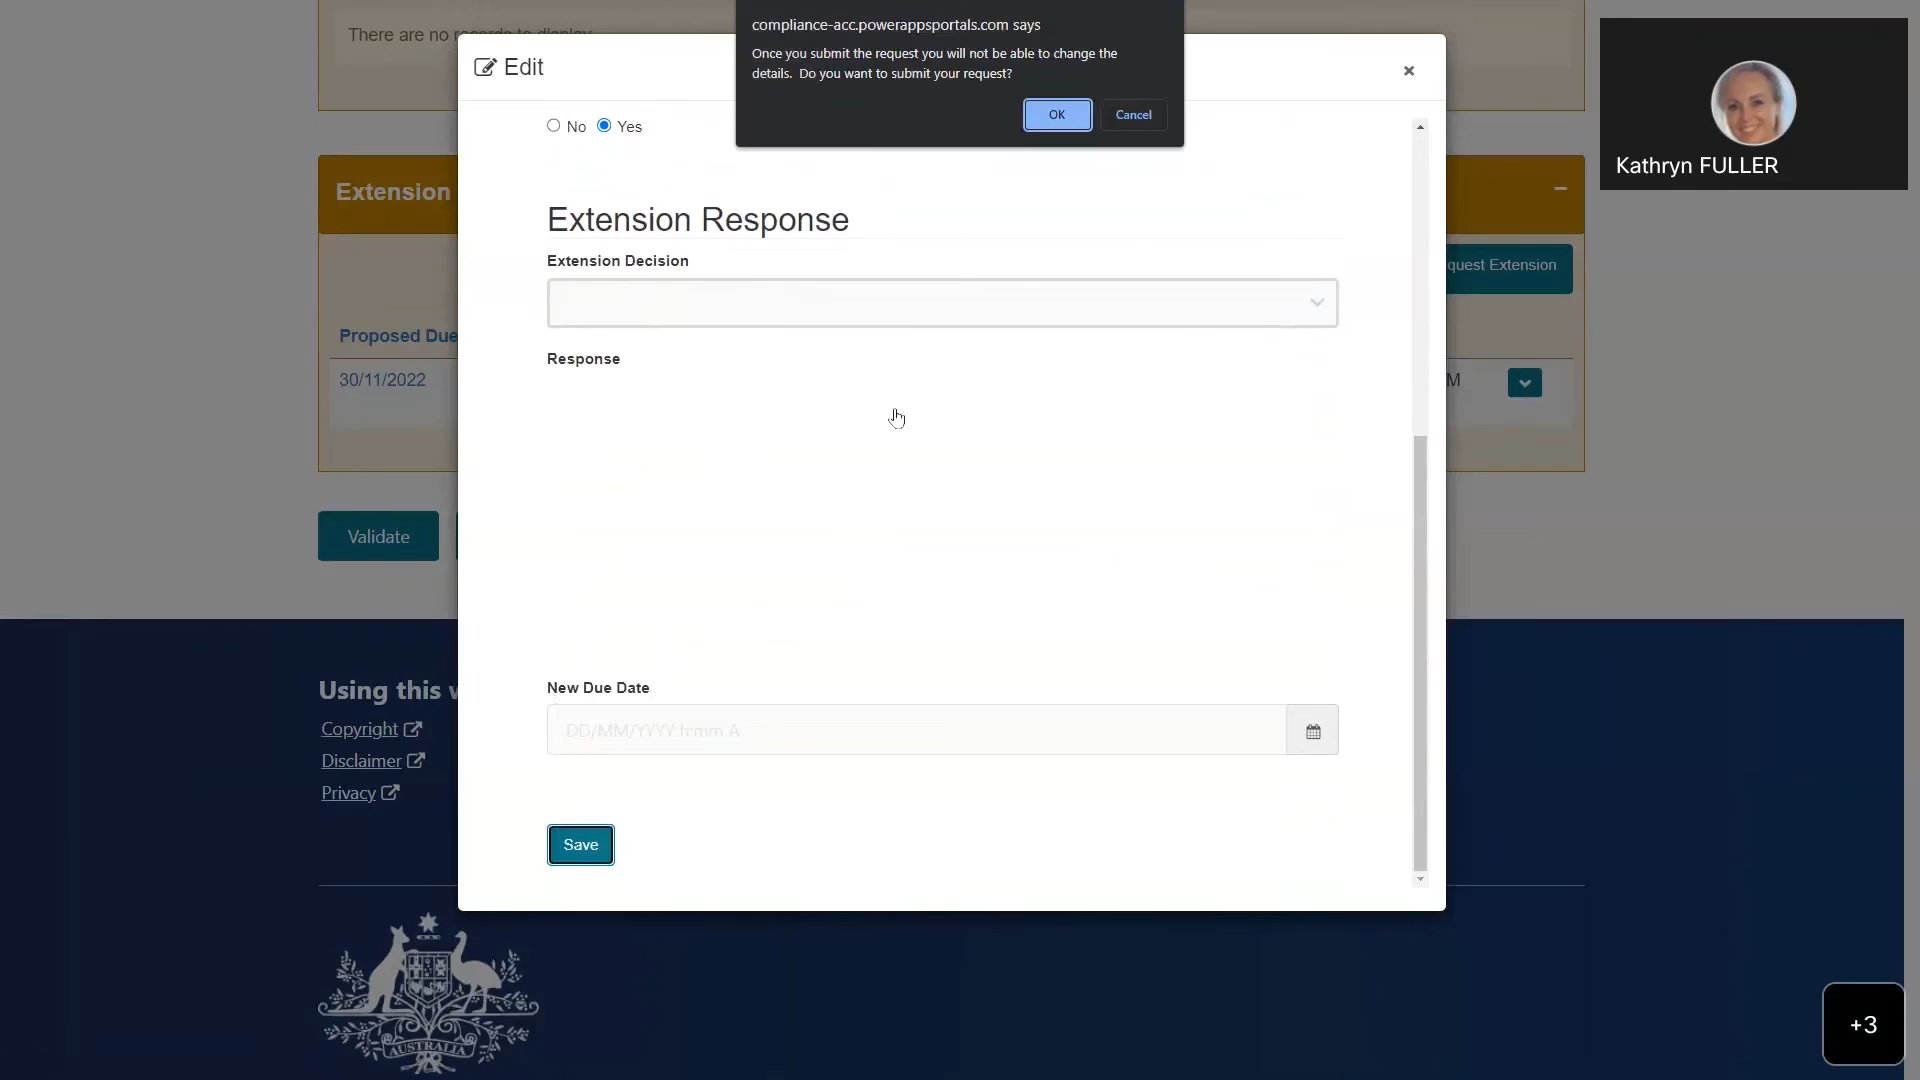 compliance-acc.powerappsportals.com says
Once you submit the request you will not be able to change the
details. Do you want to submit your request?
OK
Cancel
There are no records to display.
Edit
×
No
Yes
Kathryn FULLER
Extension
Extension Response
Extension Decision
quest Extension
Proposed Due
Response
30/11/2022
M
Validate
New Due Date
DD/MM/YYYY h:mm A
Using this w
Copyright
Disclaimer
Privacy
Save
AUSTRALIA
+3